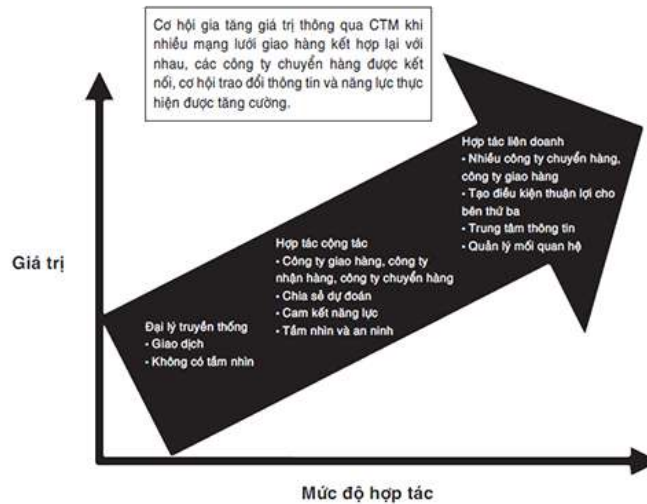 Cơ hội gia tăng giá trị thông qua CTM khi
nhiều mạng lưới giao hàng kết hợp lại với
nhau, các công ty chuyển hàng được kết
nối, cơ hội trao đổi thông tin và năng lực thực
hiện được tăng cường.
Hợp tác liên doanh
- Nhiều công ty chuyển hàng,
công ty giao hàng
- Tạo điều kiện thuận lợi cho
bên thứ ba
- Trung tâm thông tin
- Quản lý mối quan hệ
Hợp tác cộng tác
- Công ty giao hàng, công ty
nhận hàng, công ty chuyển hàng
- Chia sẻ dự đoán
- Cam kết năng lực
- Tầm nhìn và an ninh
Giá trị
Đại lý truyền thống
- Giao dịch
- Không có tầm nhìn
Mức độ hợp tác